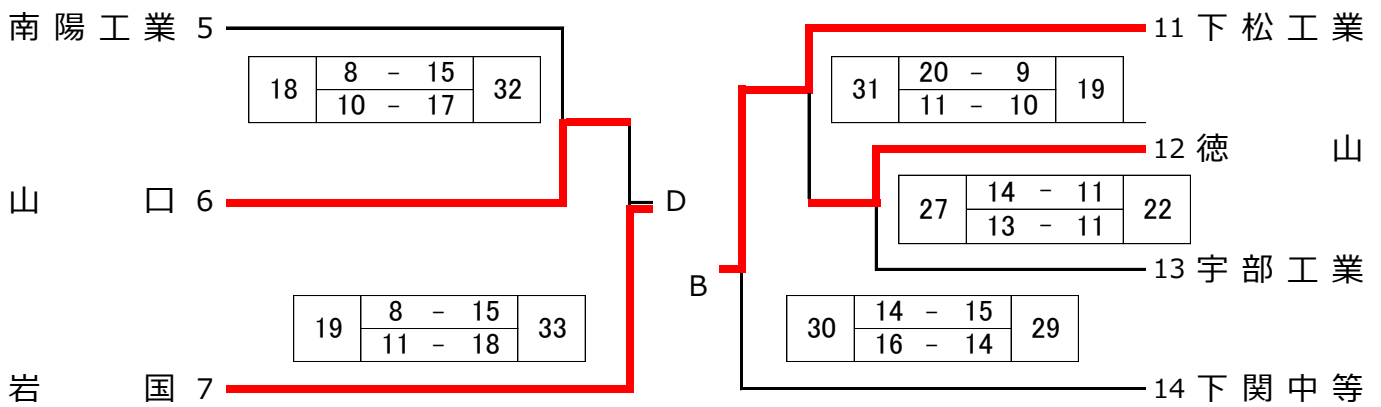 南陽工業 5
18 8 - 15 32
10 - 17
山口 6
D
19 8 - 15 33
11 - 18
岩国 7
11 下松工業
31 20 - 9 19
11 - 10
12 徳山
27 14 - 11 22
13 - 11
13 宇部工業
B
30 14 - 15 29
16 - 14
14 下関中等